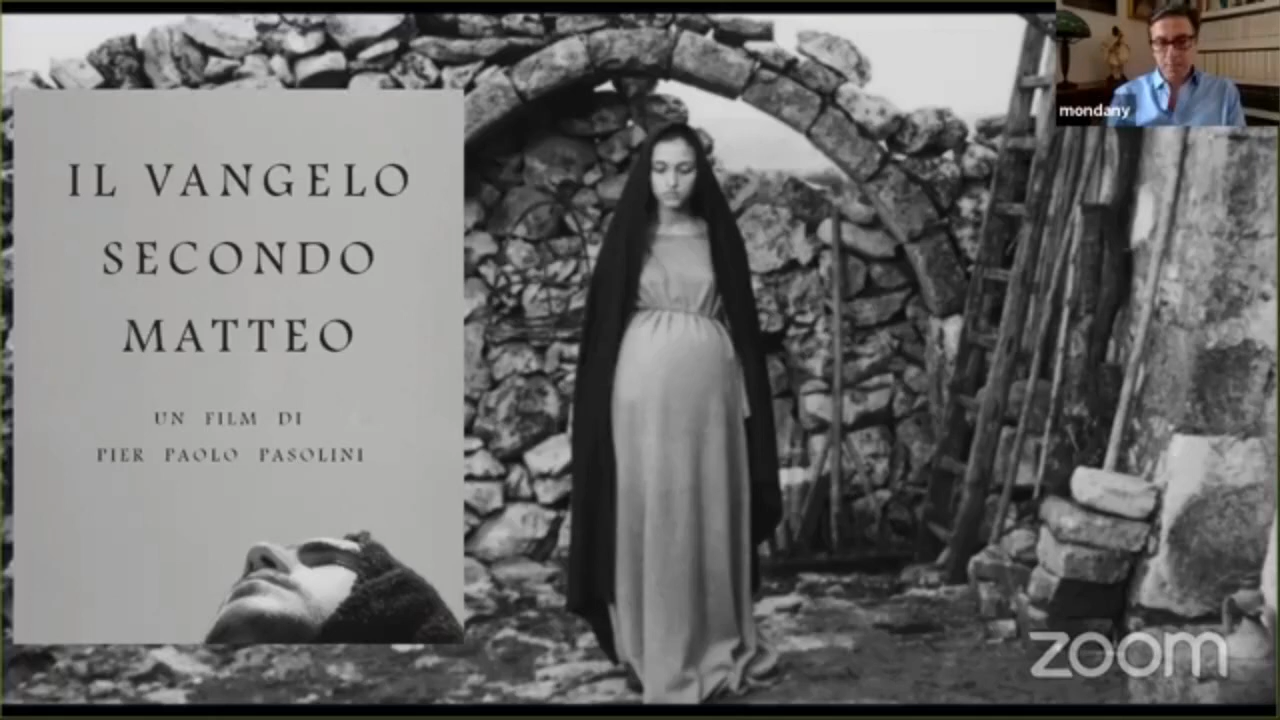 IL VANGELO
SECONDO
MATTEO
UN FILM DI
PIER PAOLO PASOLINI
mondany
zoom